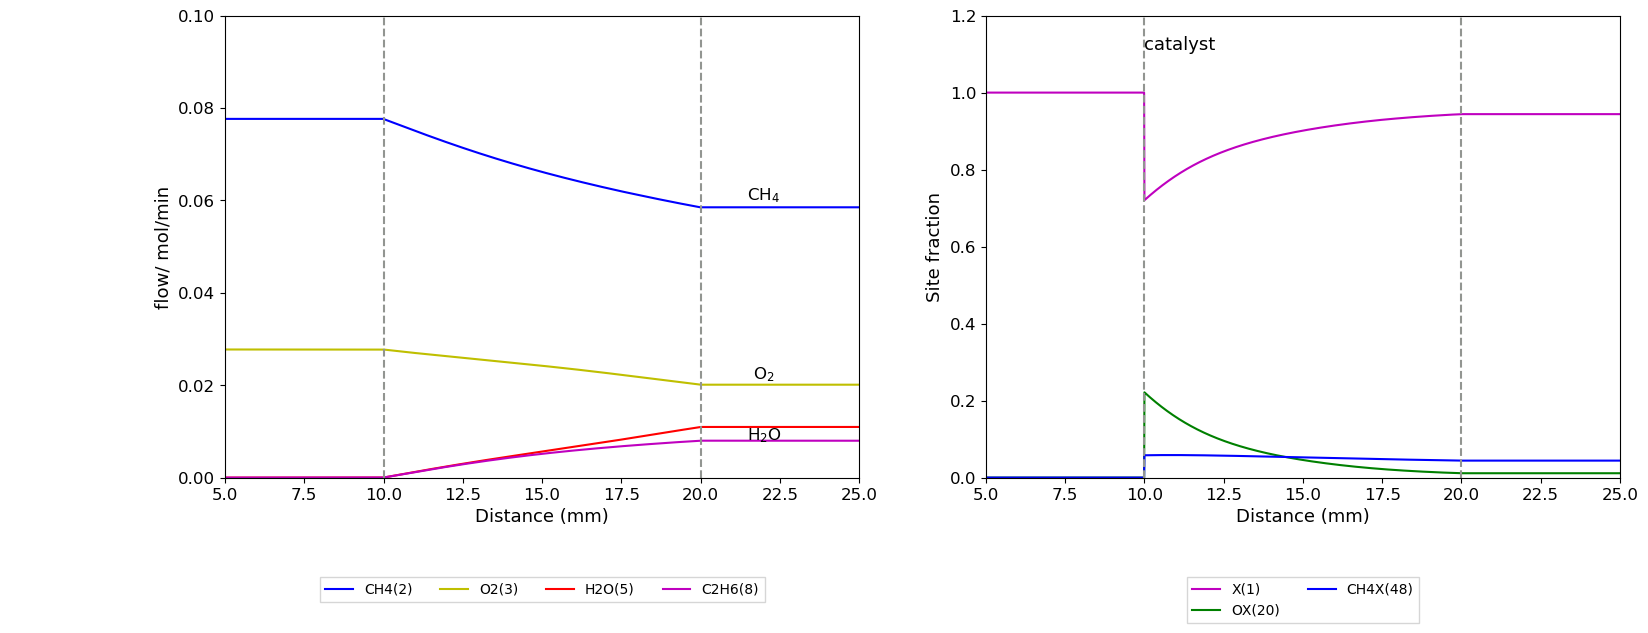 0.10
0.08
0.06
0.04
0.02
0.00
flow/ mol/min
CH₄
O₂
H₂O
5.0 7.5 10.0 12.5 15.0 17.5 20.0 22.5 25.0
Distance (mm)
CH4(2) O2(3) H2O(5) C2H6(8)
1.2
1.0
0.8
0.6
0.4
0.2
0.0
Site fraction
catalyst
5.0 7.5 10.0 12.5 15.0 17.5 20.0 22.5 25.0
Distance (mm)
X(1) CH4X(48)
OX(20)